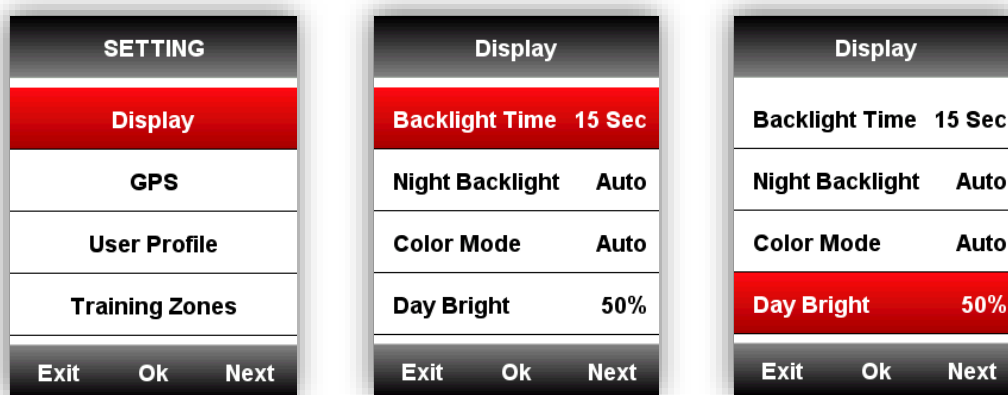 SETTING
Display
GPS
User Profile
Training Zones
Exit Ok Next
Display
Backlight Time 15 Sec
Night Backlight Auto
Color Mode Auto
Day Bright 50%
Exit Ok Next
Display
Backlight Time 15 Sec
Night Backlight Auto
Color Mode Auto
Day Bright 50%
Exit Ok Next